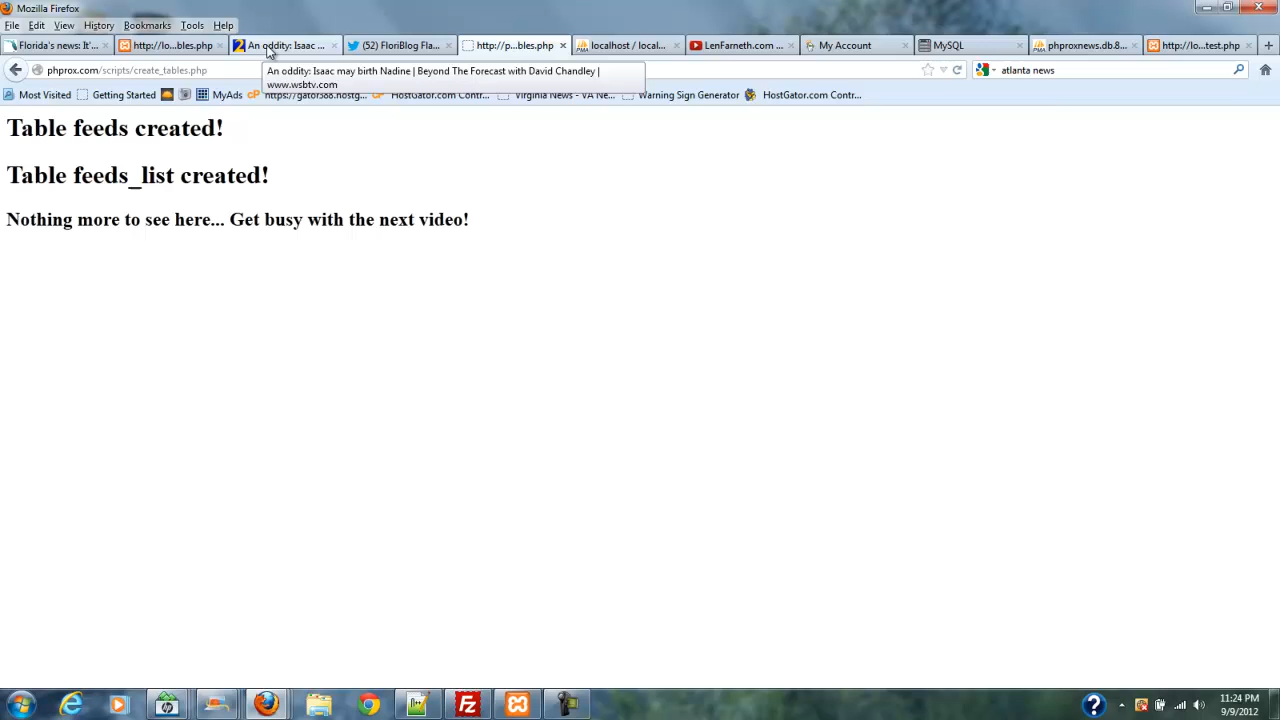 Mozilla Firefox
File Edit View History Bookmarks Tools Help
Florida's news: It'... http://lo...bles.php An oddity: Isaac ... (52) FloriBlog Fla... http://p...bles.php localhost / local... LenFarneth.com ... My Account MySQL phproxnews.db.8... http://lo...test.php
phprox.com/scripts/create_tables.php
atlanta news
An oddity: Isaac may birth Nadine | Beyond The Forecast with David Chandley |
www.wsbtv.com
Most Visited Getting Started MyAds https://gator388.hostg... HostGator.com Contr... Virginia News - VA Ne... Warning Sign Generator HostGator.com Contr...
Table feeds created!
Table feeds_list created!
Nothing more to see here... Get busy with the next video!
11:24 PM
9/9/2012